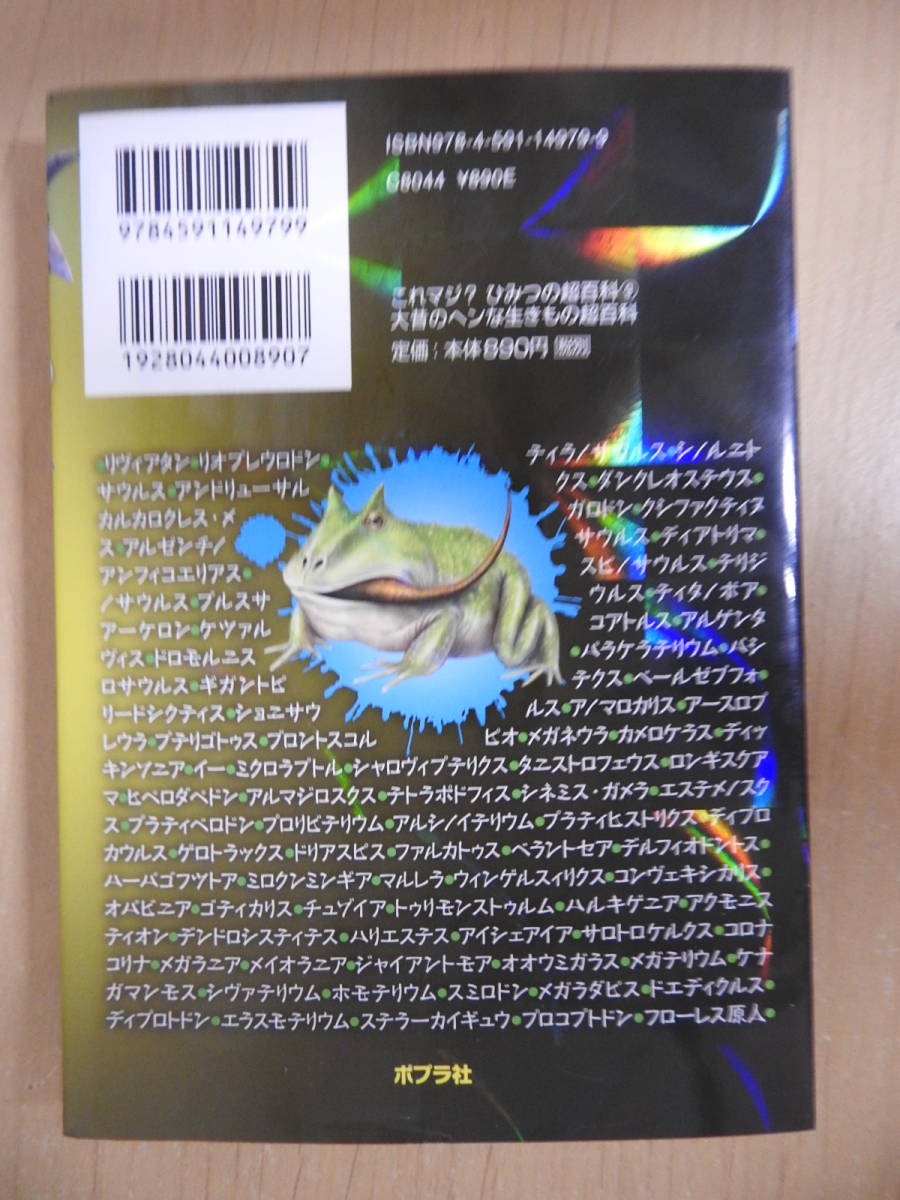 ISBN978-4-591-14979-9
C8044 ¥890E
9784591149799
1928044008907
これマジ？ ひみつの超百科⑨
大昔のヘンな生きもの超百科
定価：本体890円（税別）
•リヴィアタン•リオプレウロドン• ティラノサウルス•シノルニト
サウルス•アンドリューサル クス•ダンクレオステウス•
カルカロクレス・メ ガロドン•クシファクティヌ
ス•アルゼンチノ サウルス•ディアトリマ•
アンフィコエリアス• スピノサウルス•テリジ
ノサウルス•プルスサ ウルス•ティタノボア•
アーケロン•ケツァル コアトルス•アルゲンタ
ヴィス•ドロモルニス •パラケラテリウム•バシ
ロサウルス•ギガントピ テクス•ベールゼブフォ•
リードシクティス•ショニサウ ルス•アノマロカリス•アースロプ
レウラ•プテリゴトゥス•ブロントスコル ピオ•メガネウラ•カメロケラス•ディッ
キンソニア•イー•ミクロラプトル•シャロヴィプテリクス•タニストロフェウス•ロンギスクア
マ•ヒペロダペドン•アルマジロスクス•テトラポドフィス•シネミス・ガメラ•エステメノスク
ス•プラティベロドン•プロリビテリウム•アルシノイテリウム•プラティヒストリクス•ディプロ
カウルス•ゲロトラックス•ドリアスピス•ファルカトゥス•ベラントセア•デルフィオドントス•
ハーパゴフツトア•ミロクンミンギア•マルレラ•ウィンゲルスィリクス•コンヴェキシカリス•
オパビニア•ゴティカリス•チュゾイア•トゥリモンストゥルム•ハルキゲニア•アクモニス
ティオン•デンドロシスティテス•ハリエステス•アイシェアイア•サロトロケルクス•コロナ
コリナ•メガラニア•メイオラニア•ジャイアントモア•オオウミガラス•メガテリウム•ケナ
ガマンモス•シヴァテリウム•ホモテリウム•スミロドン•メガラダピス•ドエディクルス•
ディプロトドン•エラスモテリウム•ステラーカイギュウ•プロコプトドン•フローレス原人•
ポプラ社